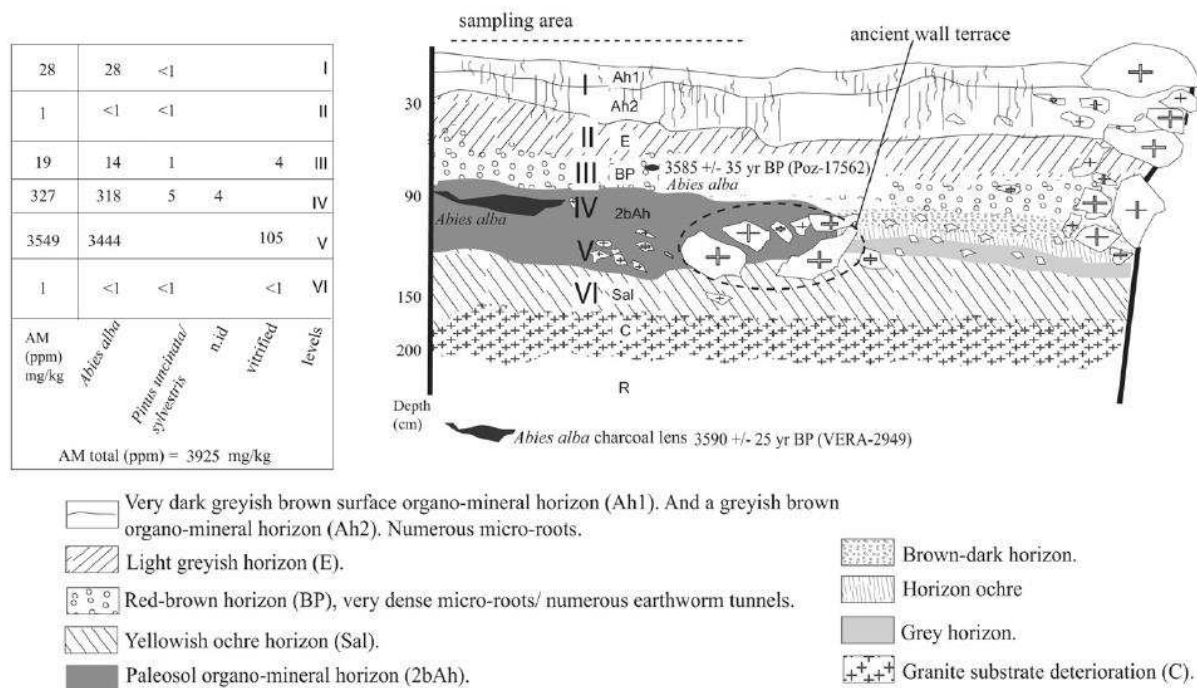 sampling area
ancient wall terrace
28 28 <1 I
1 <1 <1 II
19 14 1 4 III
327 318 5 4 IV
3549 3444 105 V
1 <1 <1 <1 VI
AM
(ppm)
mg/kg
Abies alba
Pinus uncinata/
sylvestris
n.id
vitrified
levels
AM total (ppm) = 3925 mg/kg
30
90
150
200
Depth
(cm)
I Ah1
Ah2
II E
III BP
3585 +/- 35 yr BP (Poz-17562)
Abies alba
IV 2bAh
Abies alba
V
VI Sal
C
R
Abies alba charcoal lens 3590 +/- 25 yr BP (VERA-2949)
Very dark greyish brown surface organo-mineral horizon (Ah1). And a greyish brown
organo-mineral horizon (Ah2). Numerous micro-roots.
Light greyish horizon (E).
Red-brown horizon (BP), very dense micro-roots/ numerous earthworm tunnels.
Yellowish ochre horizon (Sal).
Paleosol organo-mineral horizon (2bAh).
Brown-dark horizon.
Horizon ochre
Grey horizon.
Granite substrate deterioration (C).